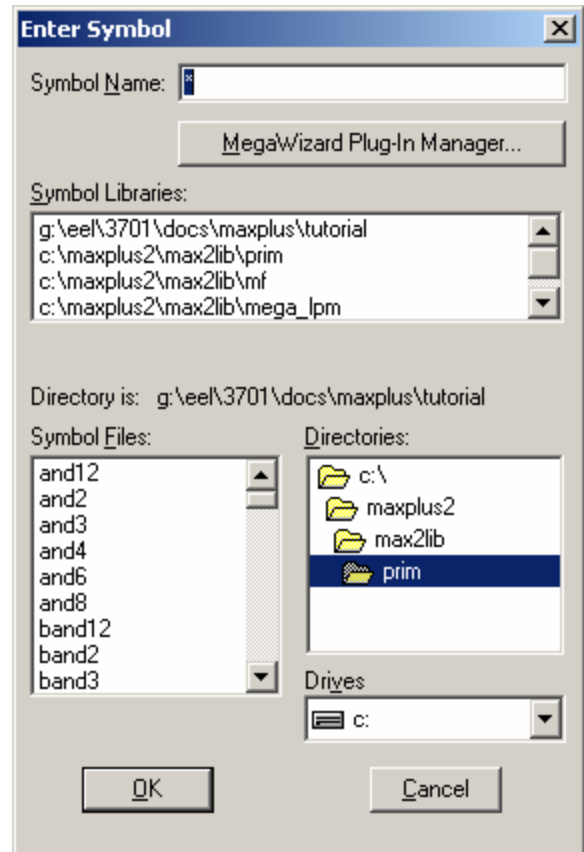 Enter Symbol
Symbol Name: *
MegaWizard Plug-In Manager...
Symbol Libraries:
g:\eel\3701\docs\maxplus\tutorial
c:\maxplus2\max2lib\prim
c:\maxplus2\max2lib\mf
c:\maxplus2\max2lib\mega_lpm
Directory is: g:\eel\3701\docs\maxplus\tutorial
Symbol Files:
and12
and2
and3
and4
and6
and8
band12
band2
band3
Directories:
c:\
maxplus2
max2lib
prim
Drives
c:
OK
Cancel